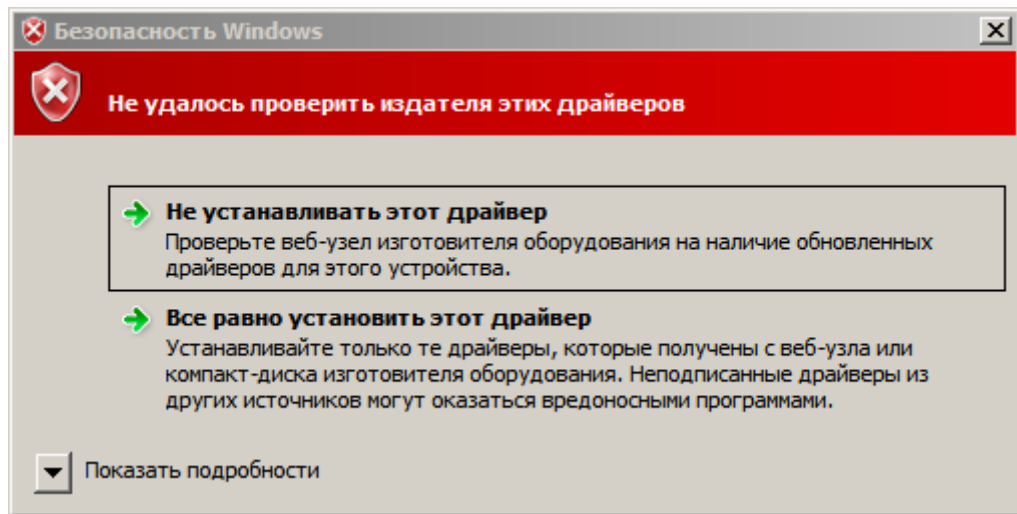 Безопасность Windows
Не удалось проверить издателя этих драйверов
Не устанавливать этот драйвер
Проверьте веб-узел изготовителя оборудования на наличие обновленных
драйверов для этого устройства.
Все равно установить этот драйвер
Устанавливайте только те драйверы, которые получены с веб-узла или
компакт-диска изготовителя оборудования. Неподписанные драйверы из
других источников могут оказаться вредоносными программами.
Показать подробности